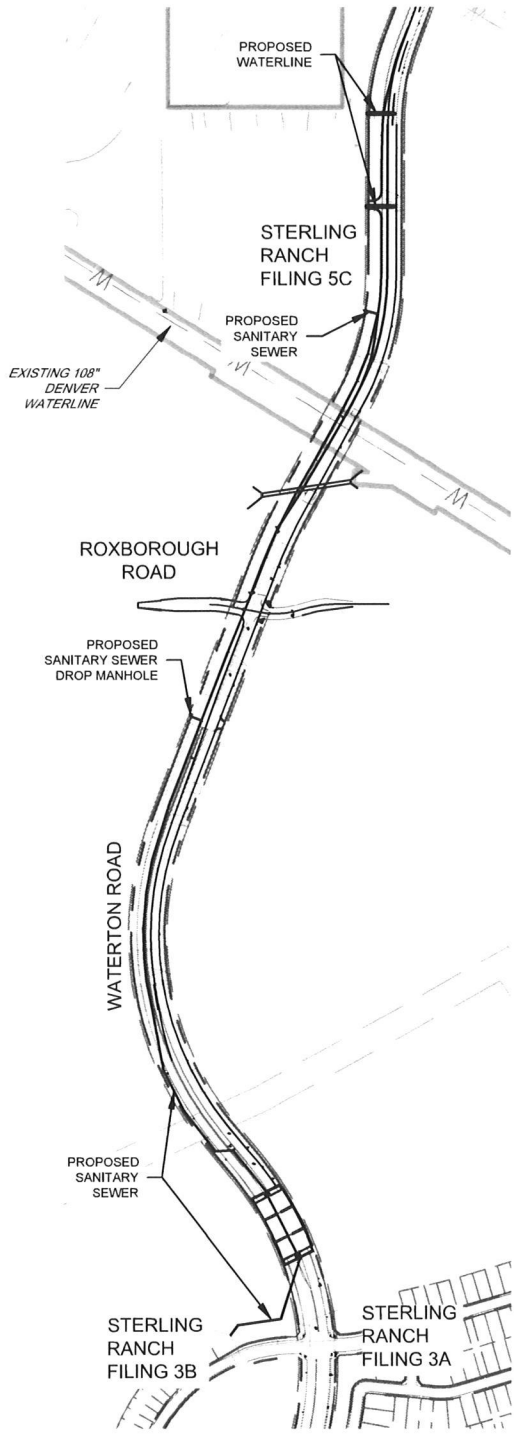 PROPOSED
WATERLINE
STERLING
RANCH
FILING 5C
PROPOSED
SANITARY
SEWER
EXISTING 108"
DENVER
WATERLINE
W
W
W
ROXBOROUGH
ROAD
PROPOSED
SANITARY SEWER
DROP MANHOLE
WATERTON ROAD
PROPOSED
SANITARY
SEWER
STERLING
RANCH
FILING 3B
STERLING
RANCH
FILING 3A